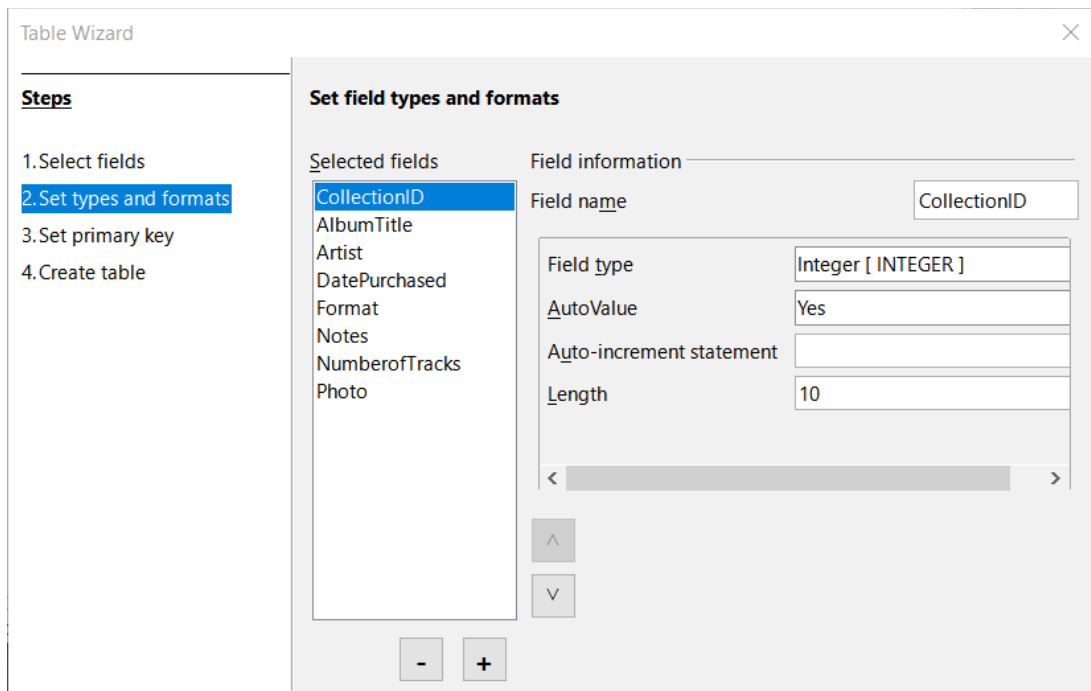 Table Wizard
Steps
1. Select fields
2. Set types and formats
3. Set primary key
4. Create table
Set field types and formats
Selected fields
CollectionID
AlbumTitle
Artist
DatePurchased
Format
Notes
NumberofTracks
Photo
- +
Field information
Field name CollectionID
Field type Integer [ INTEGER ]
AutoValue Yes
Auto-increment statement
Length 10